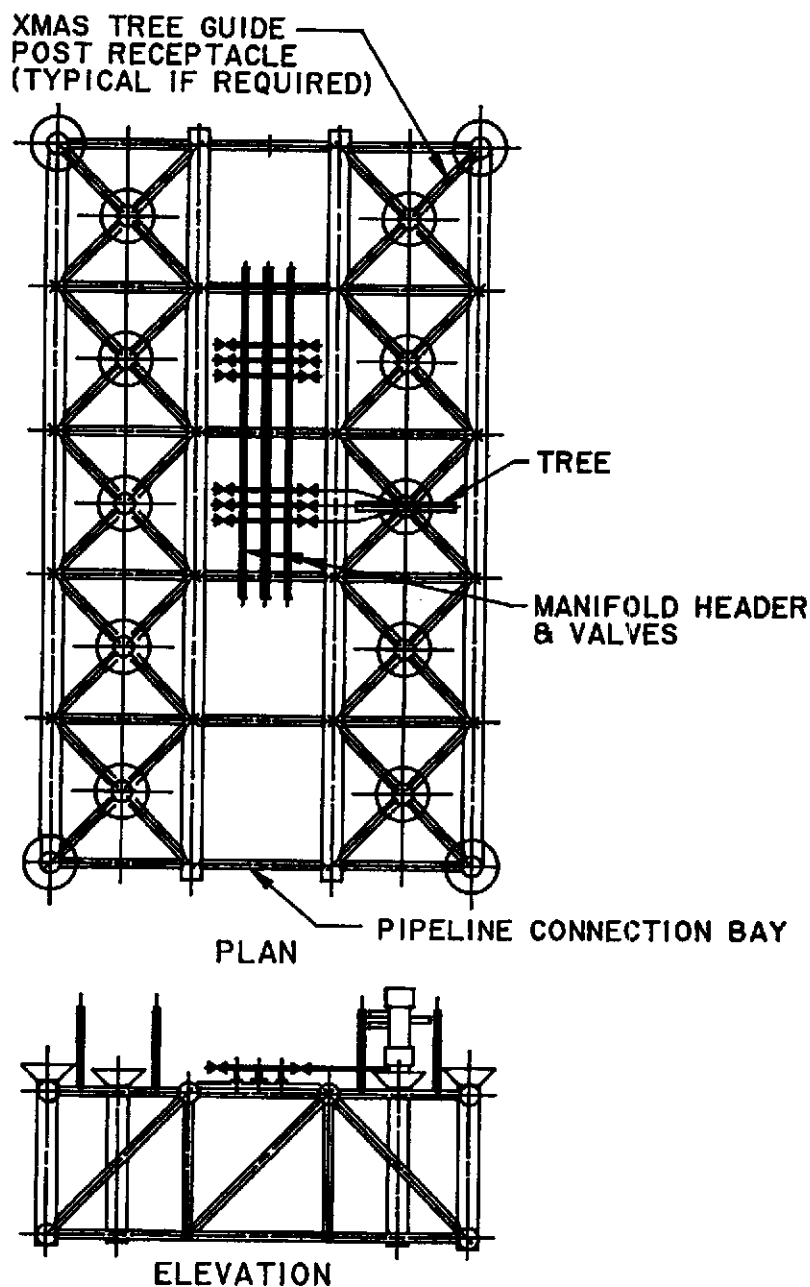 XMAS TREE GUIDE
POST RECEPTACLE
(TYPICAL IF REQUIRED)
TREE
MANIFOLD HEADER
& VALVES
PIPELINE CONNECTION BAY
PLAN
ELEVATION